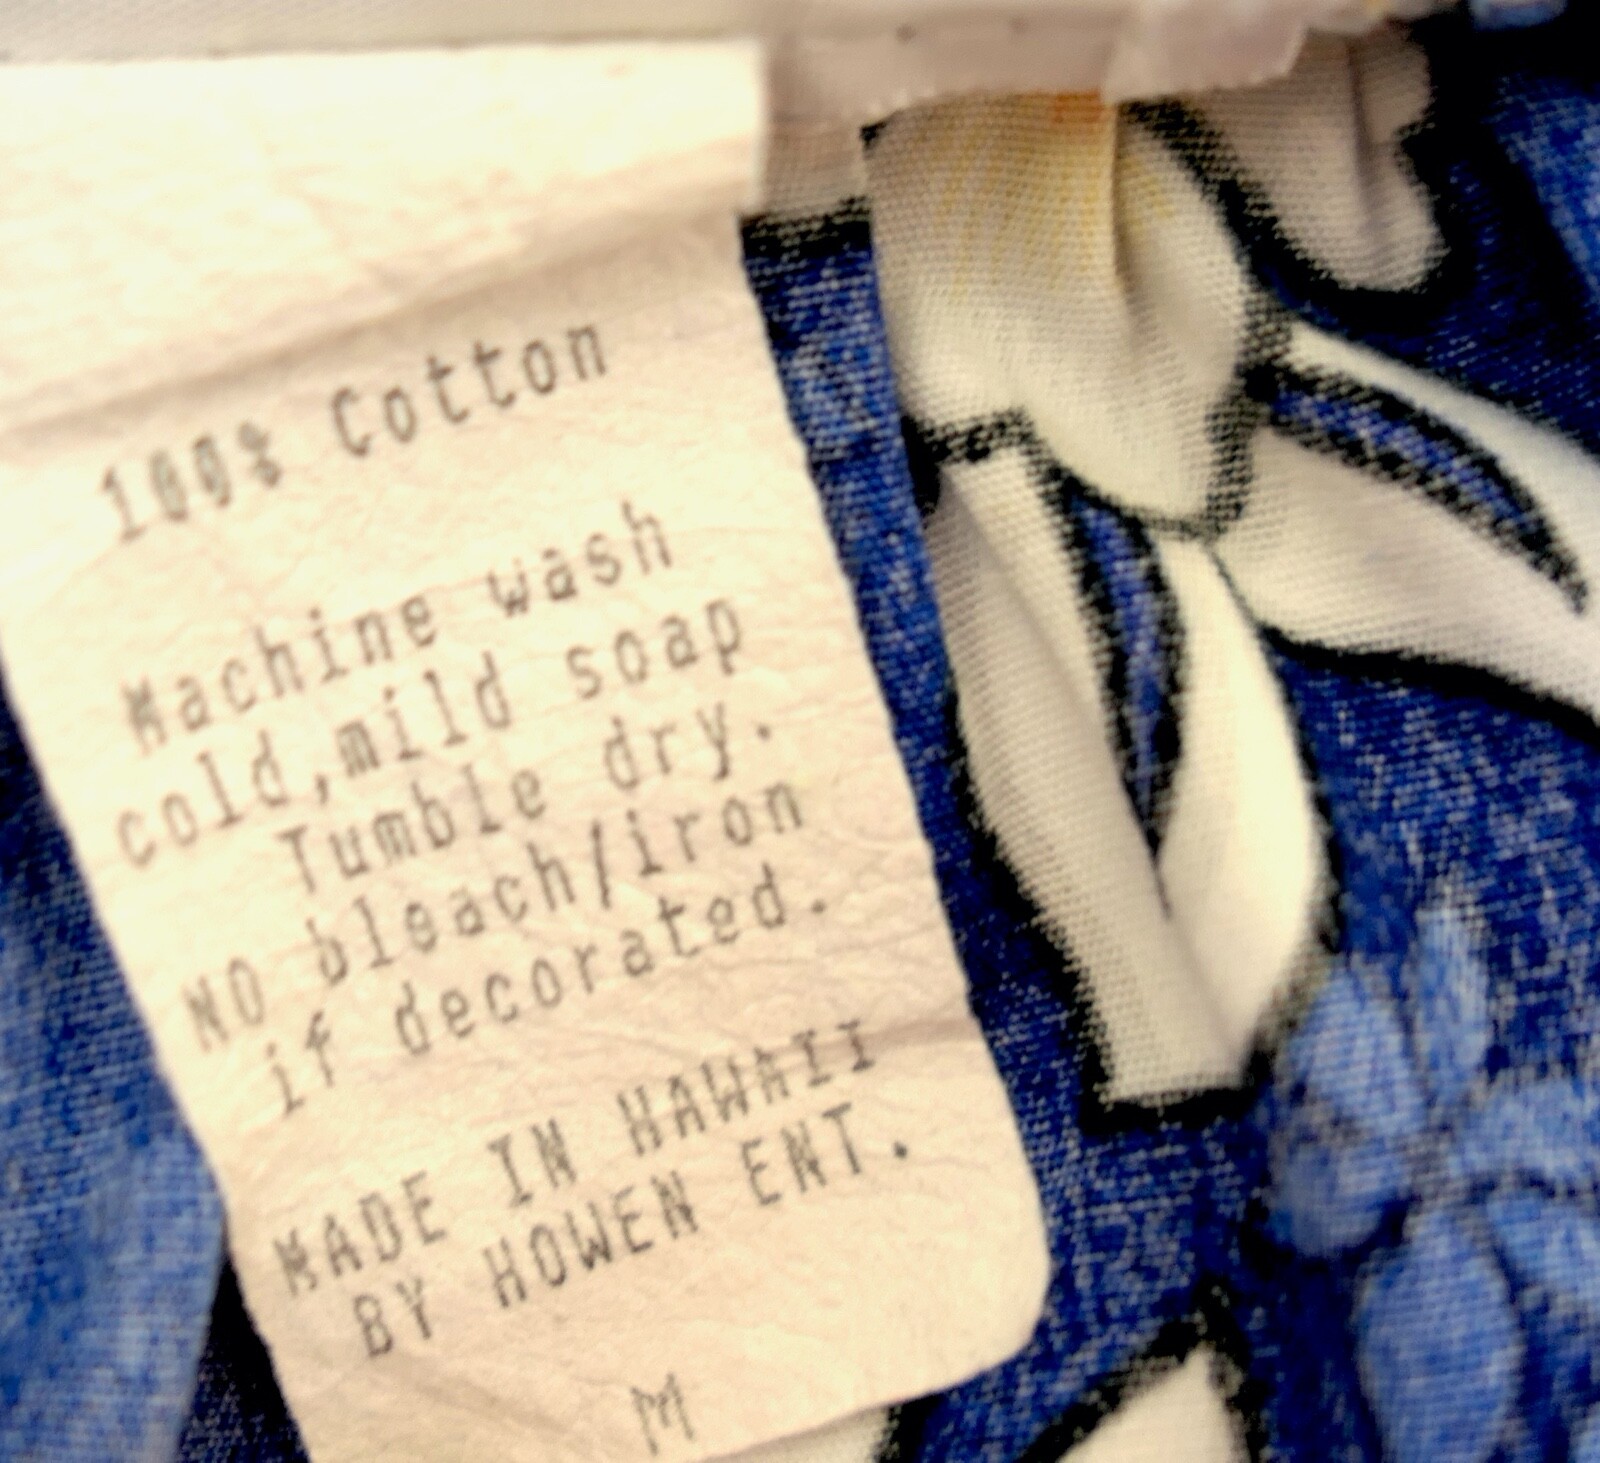 100% Cotton
Machine wash
cold,mild soap
Tumble dry.
NO bleach/iron
if decorated.
MADE IN HAWAII
BY HOWEN ENT.
M